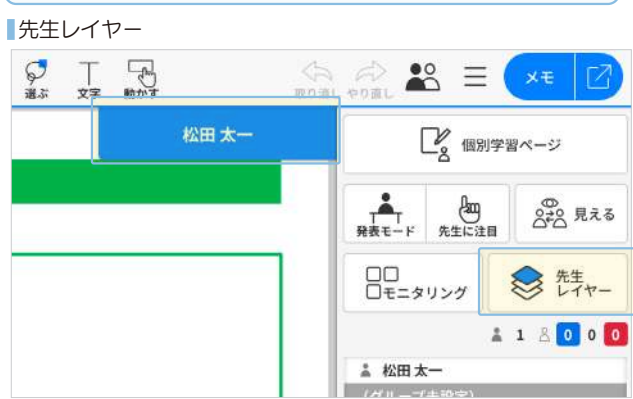 先生レイヤー
選ぶ 文字 動かす 取り消し やり直し メモ
松田 太一
個別学習ページ
発表モード 先生に注目 見える
モニタリング 先生
レイヤー
1 0 0 0
松田 太一
(グループ未設定)